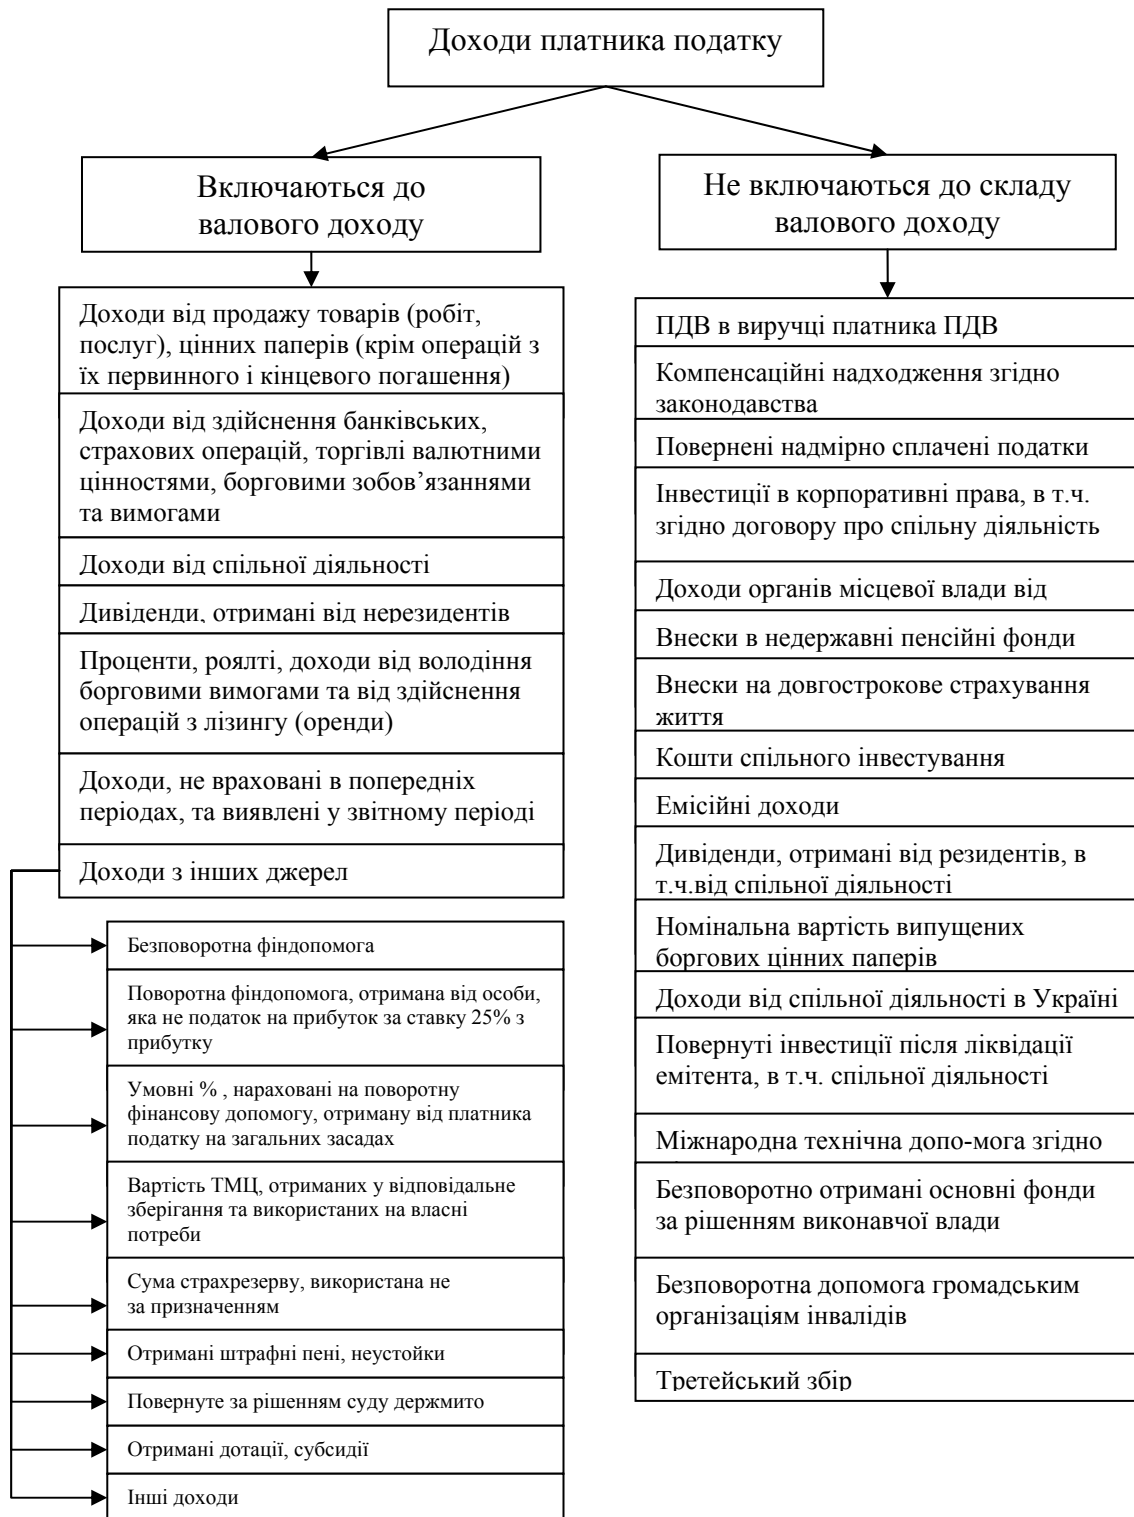 Доходи платника податку
Включаються до
валового доходу
Не включаються до складу
валового доходу
Доходи від продажу товарів (робіт,
послуг), цінних паперів (крім операцій з
їх первинного і кінцевого погашення)
Доходи від здійснення банківських,
страхових операцій, торгівлі валютними
цінностями, борговими зобов’язаннями
та вимогами
Доходи від спільної діяльності
Дивіденди, отримані від нерезидентів
Проценти, роялті, доходи від володіння
борговими вимогами та від здійснення
операцій з лізингу (оренди)
Доходи, не враховані в попередніх
періодах, та виявлені у звітному періоді
Доходи з інших джерел
Безповоротна фіндопомога
Поворотна фіндопомога, отримана від особи,
яка не податок на прибуток за ставку 25% з
прибутку
Умовні % , нараховані на поворотну
фінансову допомогу, отриману від платника
податку на загальних засадах
Вартість ТМЦ, отриманих у відповідальне
зберігання та використаних на власні
потреби
Сума страхрезерву, використана не
за призначенням
Отримані штрафні пені, неустойки
Повернуте за рішенням суду держмито
Отримані дотації, субсидії
Інші доходи
ПДВ в виручці платника ПДВ
Компенсаційні надходження згідно
законодавства
Повернені надмірно сплачені податки
Інвестиції в корпоративні права, в т.ч.
згідно договору про спільну діяльність
Доходи органів місцевої влади від
Внески в недержавні пенсійні фонди
Внески на довгострокове страхування
життя
Кошти спільного інвестування
Емісійні доходи
Дивіденди, отримані від резидентів, в
т.ч.від спільної діяльності
Номінальна вартість випущених
боргових цінних паперів
Доходи від спільної діяльності в Україні
Повернуті інвестиції після ліквідації
емітента, в т.ч. спільної діяльності
Міжнародна технічна допо-мога згідно
Безповоротно отримані основні фонди
за рішенням виконавчої влади
Безповоротна допомога громадським
організаціям інвалідів
Третейський збір